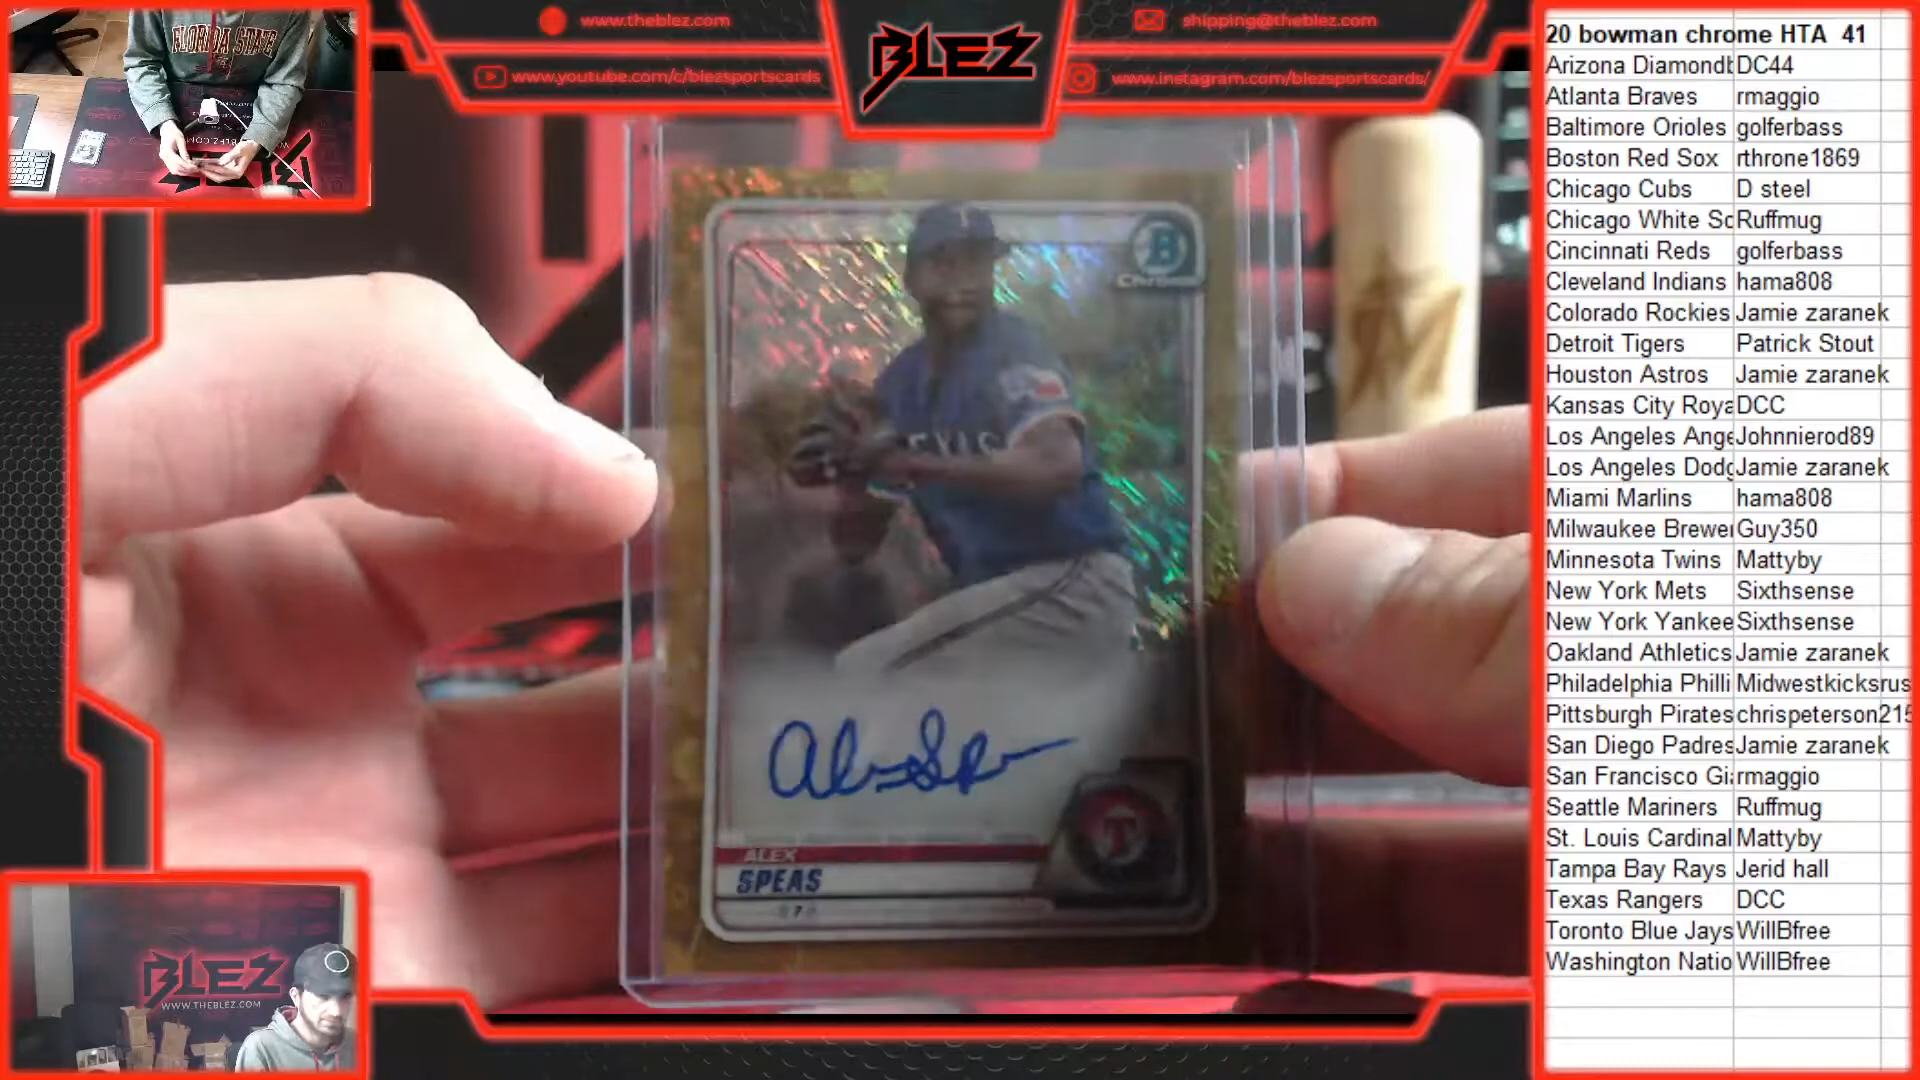 www.theblez.com
shipping@theblez.com
www.youtube.com/c/blezsportscards
www.instagram.com/blezsportscards/
BLEZ
FLORIDA STATE
Chrome
TEXAS
ALEX
SPEAS
T
BLEZ
WWW.THEBLEZ.COM
20 bowman chrome HTA 41
Arizona Diamondb DC44
Atlanta Braves rmaggio
Baltimore Orioles golferbass
Boston Red Sox rthrone1869
Chicago Cubs D steel
Chicago White So Ruffmug
Cincinnati Reds golferbass
Cleveland Indians hama808
Colorado Rockies Jamie zaranek
Detroit Tigers Patrick Stout
Houston Astros Jamie zaranek
Kansas City Roya DCC
Los Angeles Ange Johnnierod89
Los Angeles Dodg Jamie zaranek
Miami Marlins hama808
Milwaukee Brewer Guy350
Minnesota Twins Mattyby
New York Mets Sixthsense
New York Yankee Sixthsense
Oakland Athletics Jamie zaranek
Philadelphia Philli Midwestkicksrus
Pittsburgh Pirates chrispeterson215
San Diego Padres Jamie zaranek
San Francisco Gi rmaggio
Seattle Mariners Ruffmug
St. Louis Cardinal Mattyby
Tampa Bay Rays Jerid hall
Texas Rangers DCC
Toronto Blue Jays WillBfree
Washington Natio WillBfree